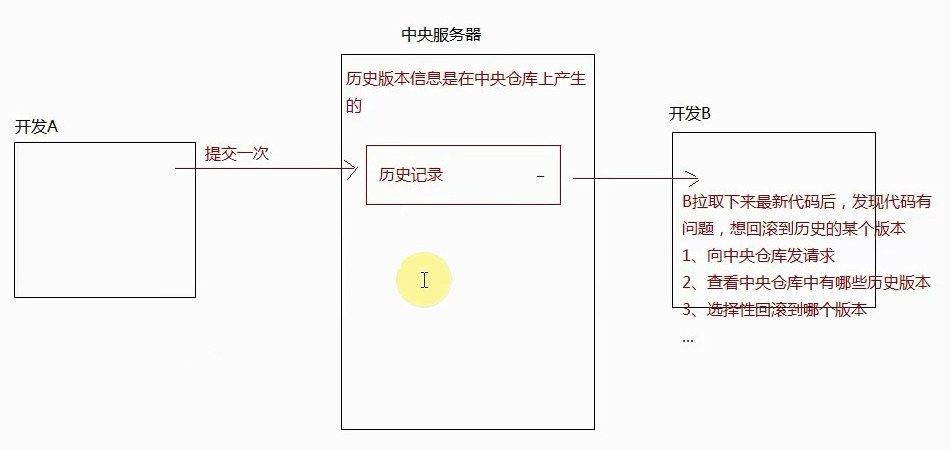 中央服务器
历史版本信息是在中央仓库上产生
的
开发A
提交一次
历史记录
开发B
B拉取下来最新代码后，发现代码有
问题，想回滚到历史的某个版本
1、向中央仓库发请求
2、查看中央仓库中有哪些历史版本
3、选择性回滚到哪个版本
...